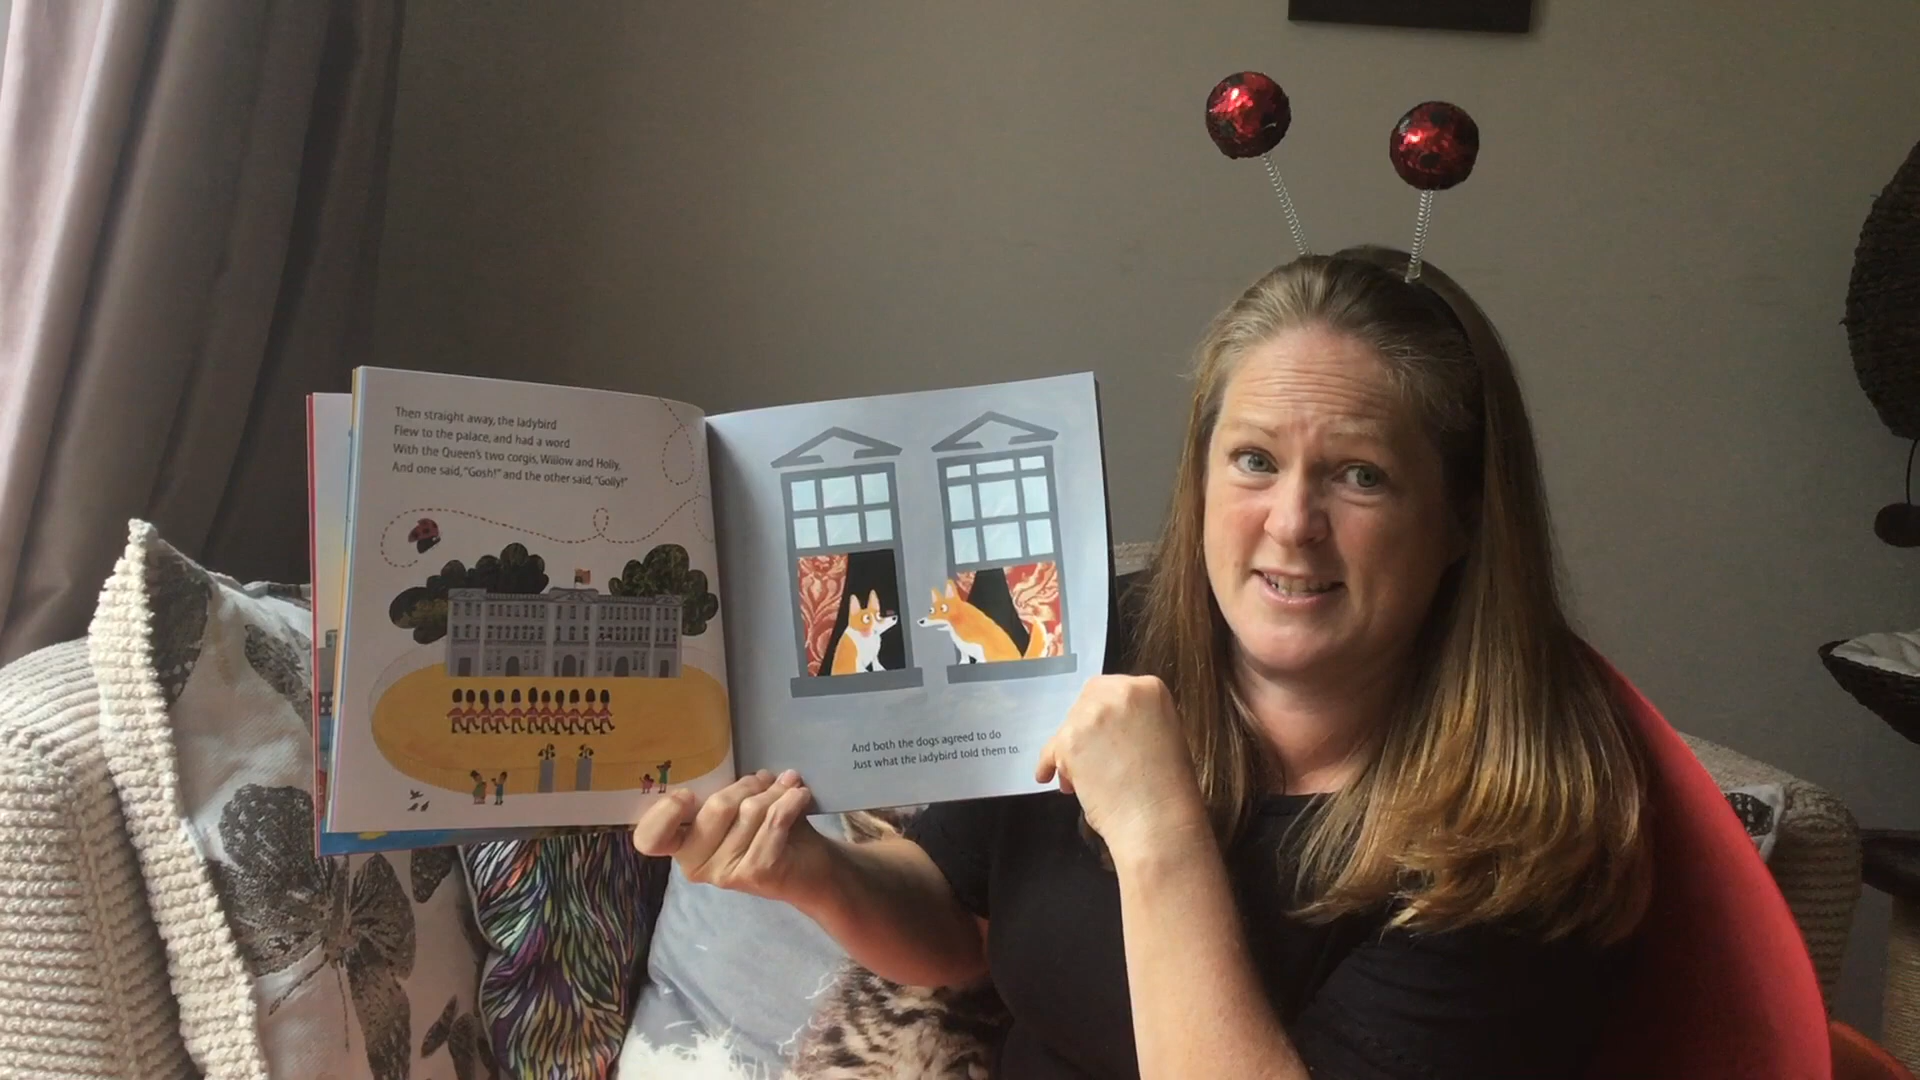 Then straight away, the ladybird
Flew to the palace, and had a word
With the Queen's two corgis, Willow and Holly,
And one said, "Gosh!" and the other said, "Golly!"
And both the dogs agreed to do
Just what the ladybird told them to.